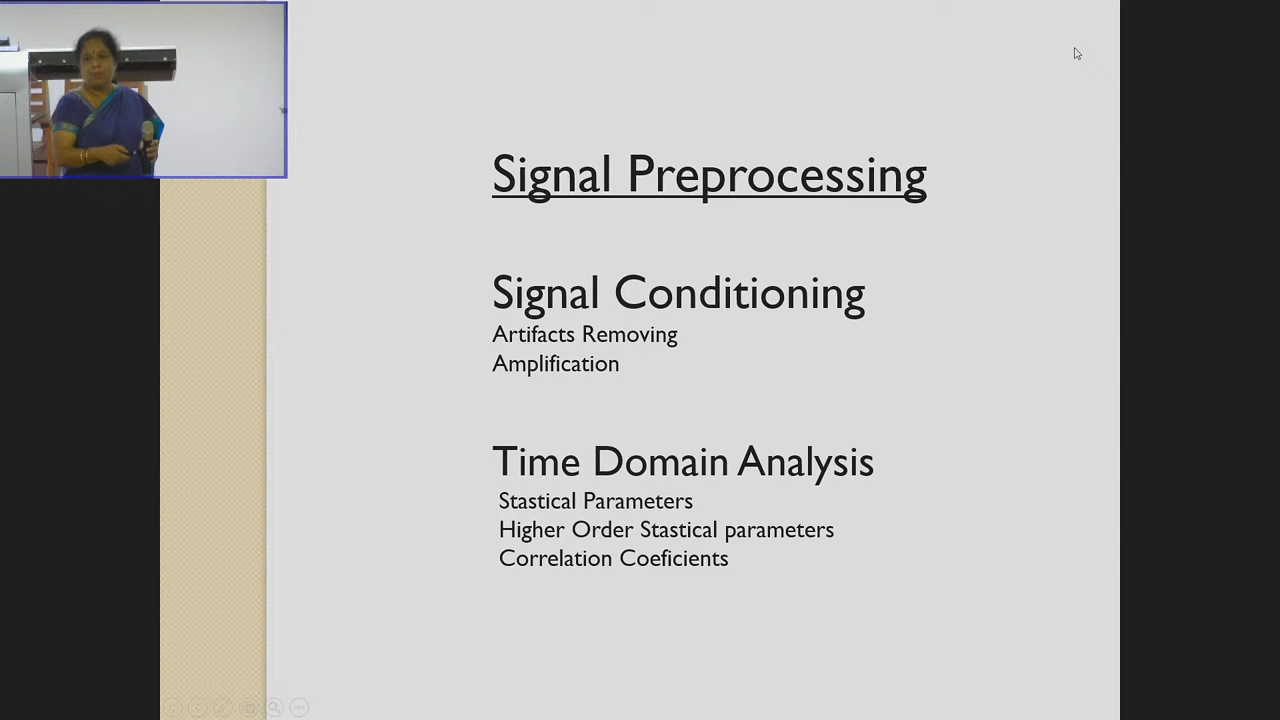 Signal Preprocessing
Signal Conditioning
Artifacts Removing
Amplification
Time Domain Analysis
Stastical Parameters
Higher Order Stastical parameters
Correlation Coeficients